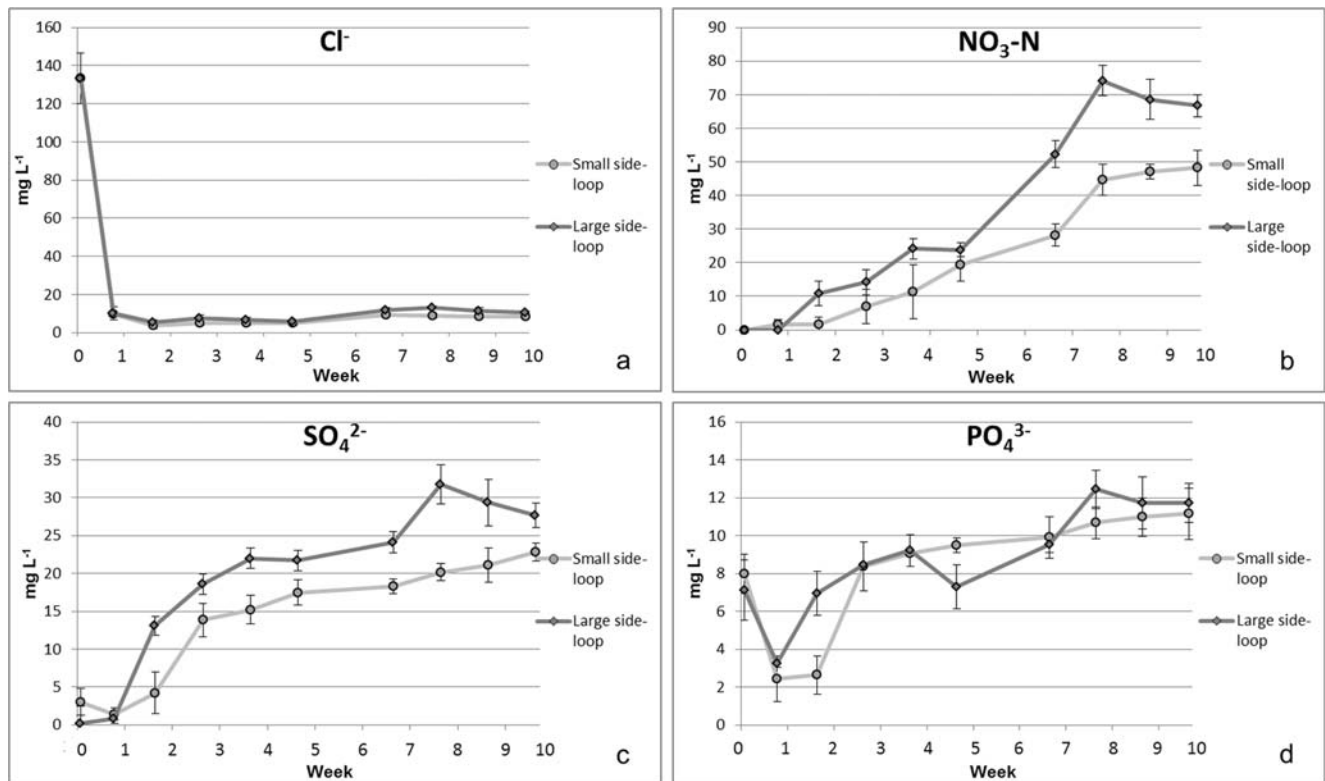 Cl⁻
160
140
120
100
80
60
40
20
0
mg L⁻¹
0 1 2 3 4 5 6 7 8 9 10
Week
Small side-
loop
Large side-
loop
a
NO₃-N
90
80
70
60
50
40
30
20
10
0
mg L⁻¹
0 1 2 3 4 5 6 7 8 9 10
Week
Small
side-loop
Large
side-loop
b
SO₄²⁻
40
35
30
25
20
15
10
5
0
mg L⁻¹
0 1 2 3 4 5 6 7 8 9 10
Week
Small side-
loop
Large side-
loop
c
PO₄³⁻
16
14
12
10
8
6
4
2
0
mg L⁻¹
0 1 2 3 4 5 6 7 8 9 10
Week
Small side-
loop
Large side-
loop
d